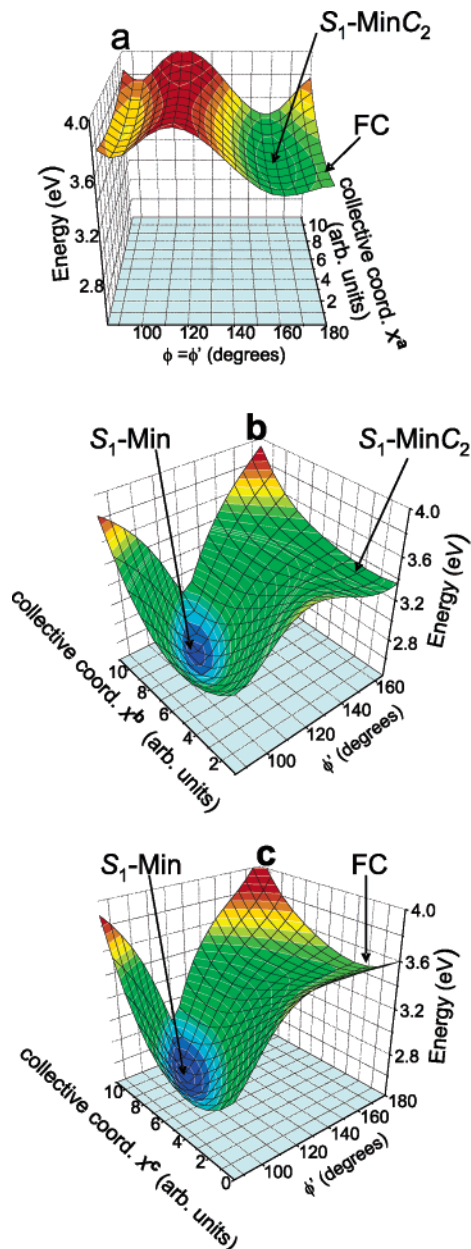 a
S₁-MinC₂
FC
4.0
3.6
3.2
2.8
Energy (eV)
100 120 140 160 180
ϕ =ϕ' (degrees)
10
8
6
4
2
collective coord. χᵃ
(arb. units)
b
S₁-Min
S₁-MinC₂
4.0
3.6
3.2
2.8
Energy (eV)
10
8
6
4
2
collective coord. χᵇ (arb. units)
100
120
140
160
ϕ' (degrees)
c
S₁-Min
FC
4.0
3.6
3.2
2.8
Energy (eV)
10
8
6
4
2
0
collective coord. χᶜ (arb. units)
100
120
140
160
180
ϕ' (degrees)